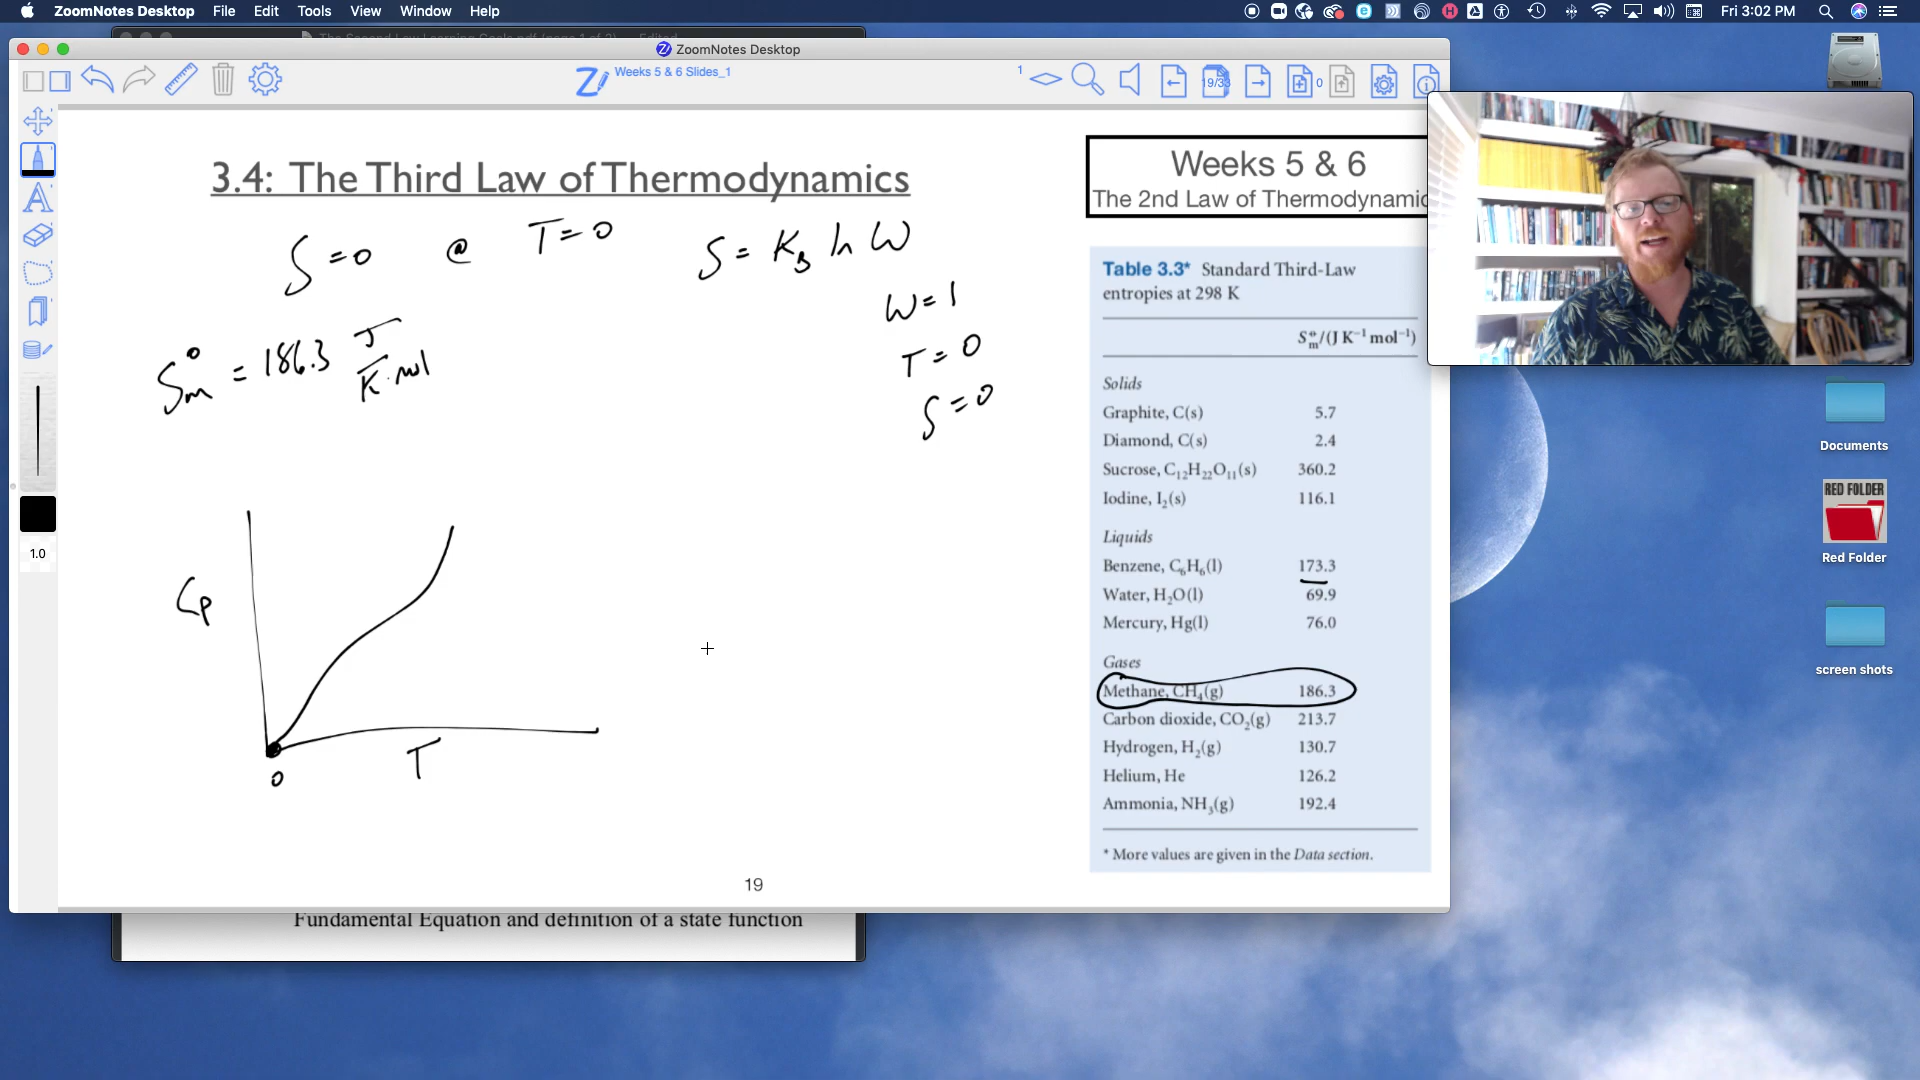 ZoomNotes Desktop File Edit Tools View Window Help Fri 3:02 PM
ZoomNotes Desktop
Weeks 5 & 6 Slides_1
1
19/33
0
3.4: The Third Law of Thermodynamics
Weeks 5 & 6
The 2nd Law of Thermodynamic
S = 0 @ T = 0 S = KB ln W
W = 1
T = 0
S = 0
S°m = 186.3 J/K·mol
Cp
0
T
1.0
Table 3.3* Standard Third-Law
entropies at 298 K
S°m/(J K−1 mol−1)
Solids
Graphite, C(s) 5.7
Diamond, C(s) 2.4
Sucrose, C12H22O11(s) 360.2
Iodine, I2(s) 116.1
Liquids
Benzene, C6H6(l) 173.3
Water, H2O(l) 69.9
Mercury, Hg(l) 76.0
Gases
Methane, CH4(g) 186.3
Carbon dioxide, CO2(g) 213.7
Hydrogen, H2(g) 130.7
Helium, He 126.2
Ammonia, NH3(g) 192.4
* More values are given in the Data section.
19
Fundamental Equation and definition of a state function
Documents
RED FOLDER
Red Folder
screen shots